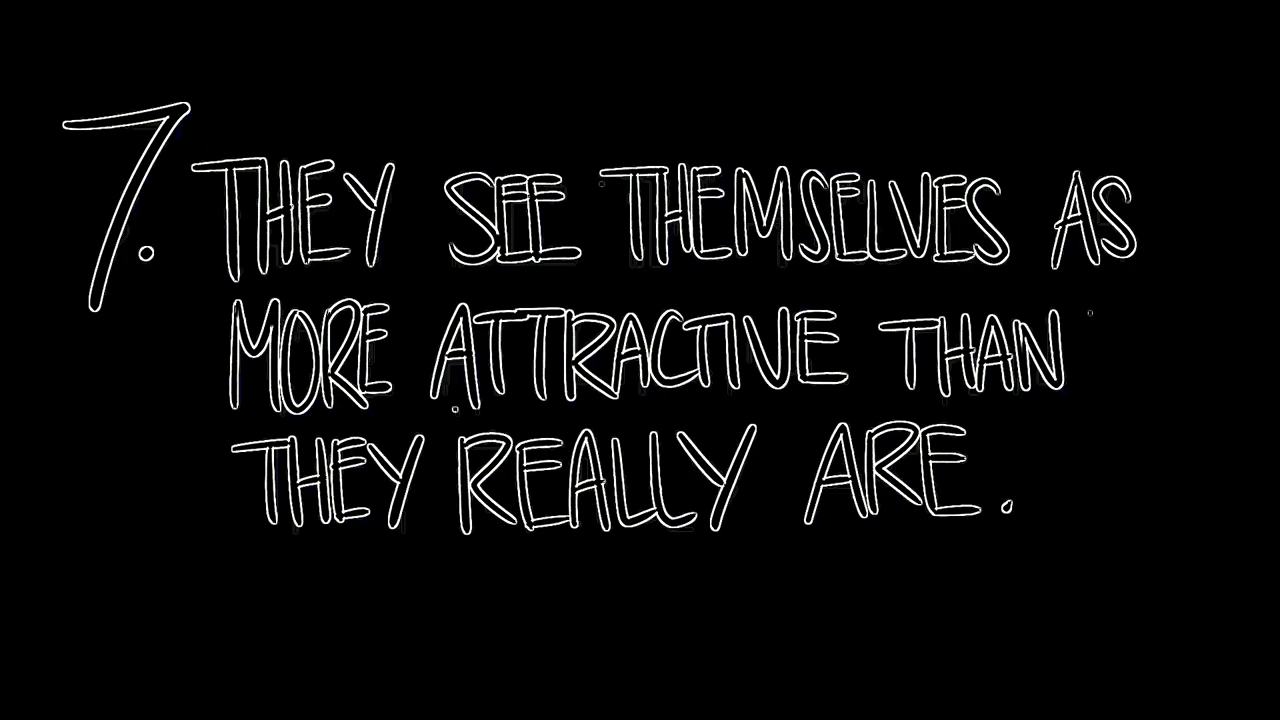 7. THEY SEE THEMSELVES AS
MORE ATTRACTIVE THAN
THEY REALLY ARE.